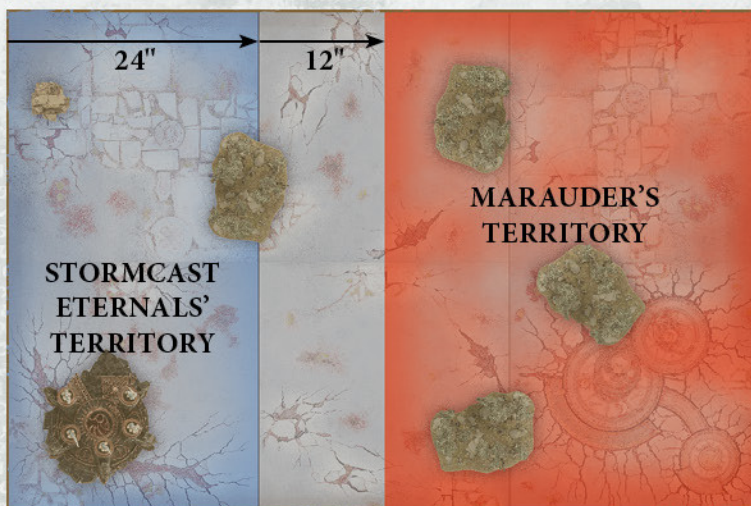 24"
12"
MARAUDER'S
TERRITORY
STORMCAST
ETERNALS'
TERRITORY